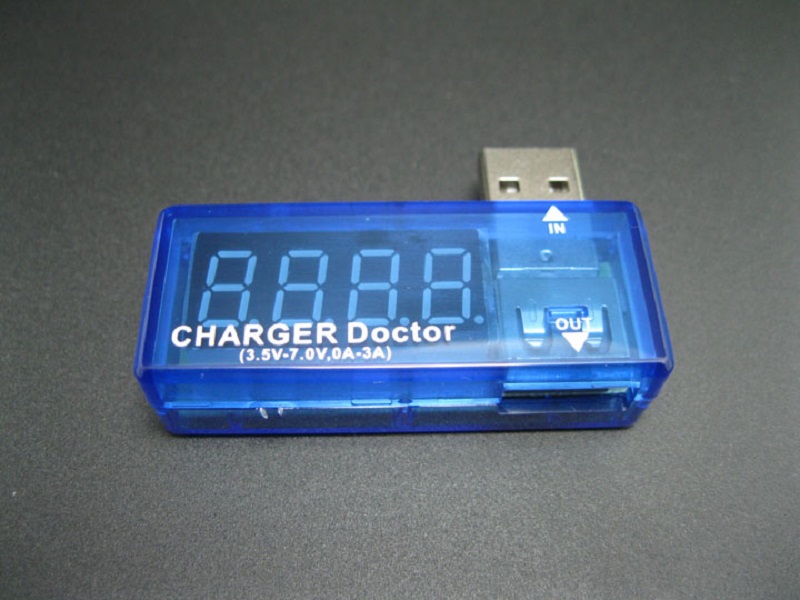 IN
OUT
CHARGER Doctor
(3.5V-7.0V,0A-3A)